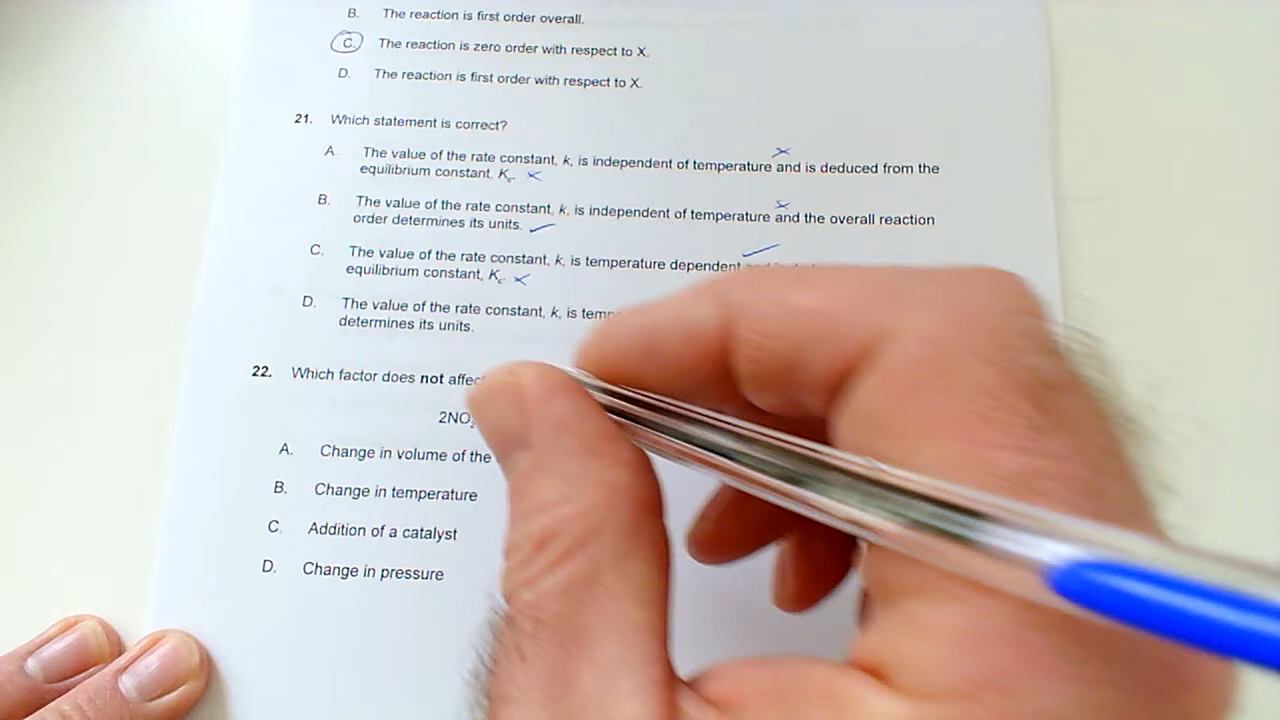 B. The reaction is first order overall.
C. The reaction is zero order with respect to X.
D. The reaction is first order with respect to X.
21. Which statement is correct?
A. The value of the rate constant, k, is independent of temperature and is deduced from the
equilibrium constant, Kc
B. The value of the rate constant, k, is independent of temperature and the overall reaction
order determines its units.
C. The value of the rate constant, k, is temperature dependent
equilibrium constant, Kc
D. The value of the rate constant, k, is
determines its units.
22. Which factor does not
2NO
A. Change in volume of the
B. Change in temperature
C. Addition of a catalyst
D. Change in pressure